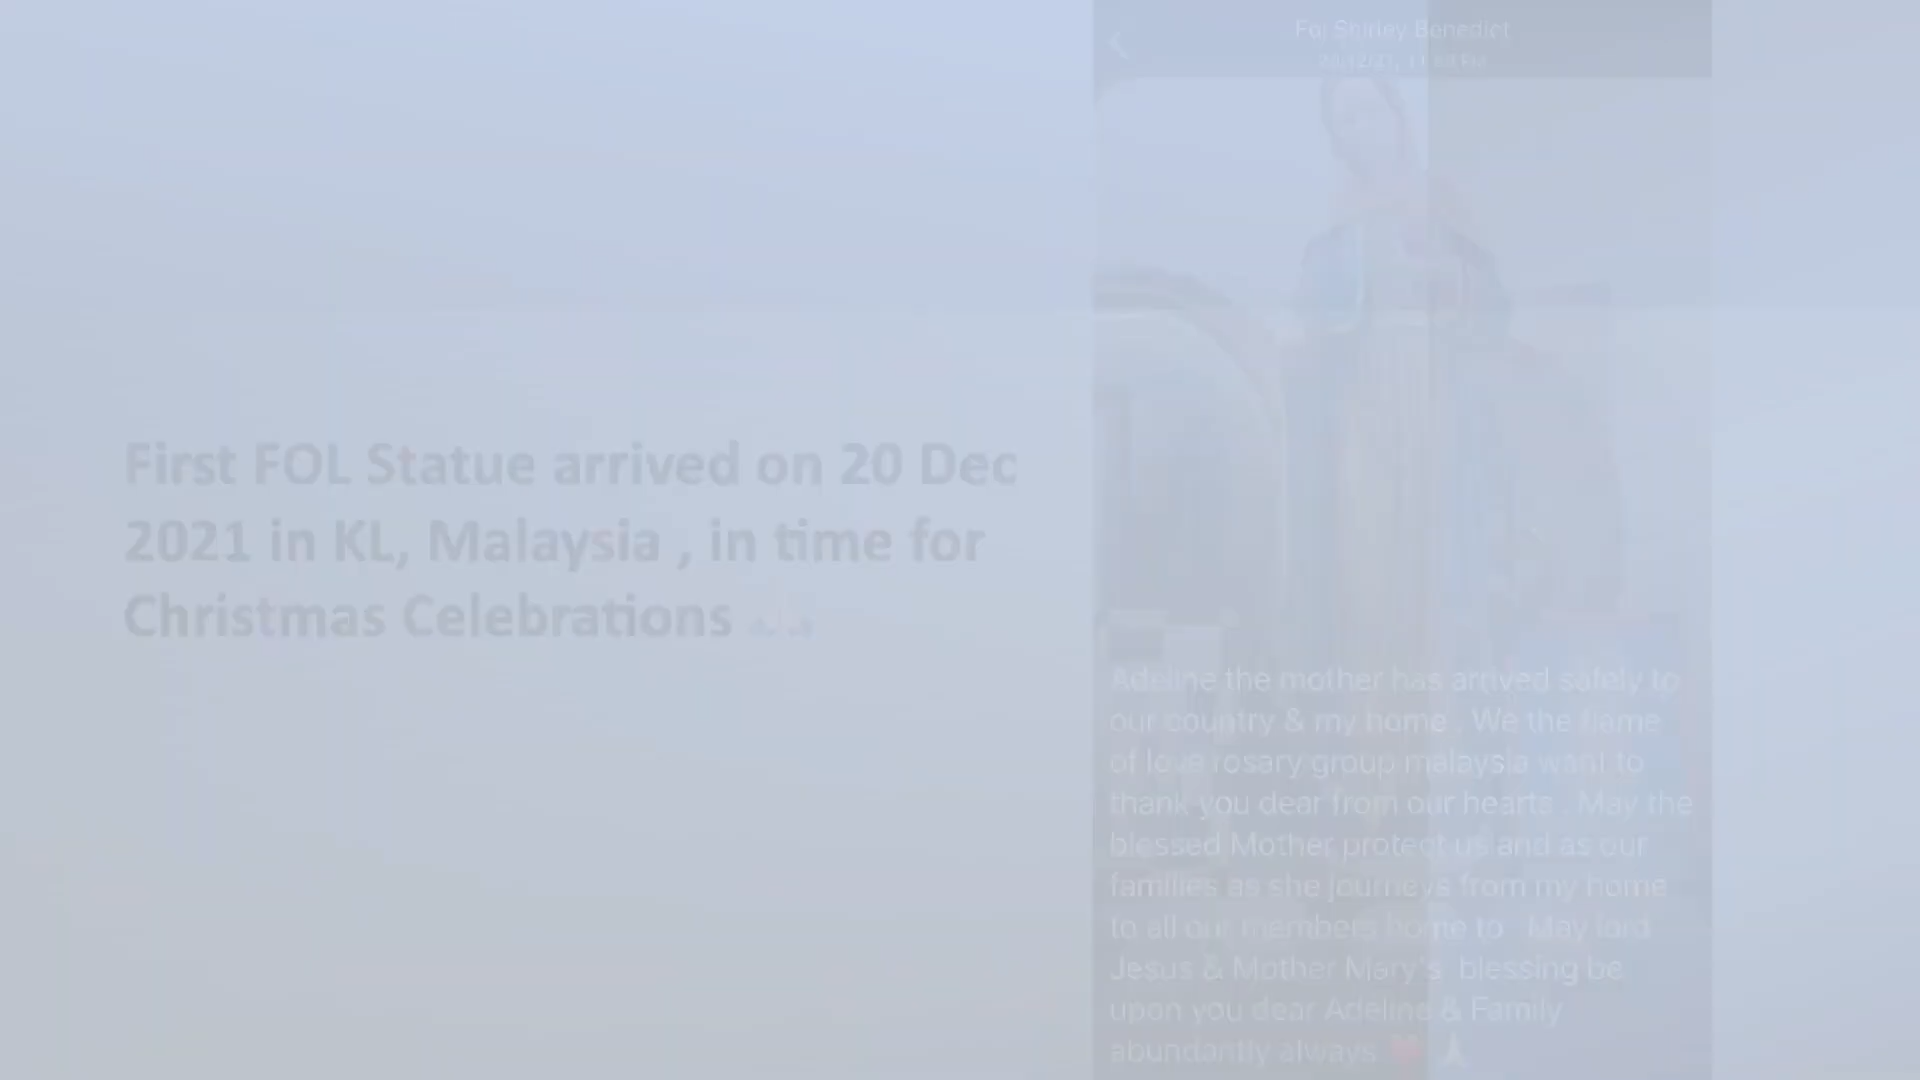 First FOL Statue arrived on 20 Dec
2021 in KL, Malaysia , in time for
Christmas Celebrations
Fol Shirley Benedict
Adeline the mother has arrived safely to
our country & my home . We the flame
of love rosary group malaysia want to
thank you dear from our hearts . May the
blessed Mother protect us and as our
families as she journeys from my home
to all our members home to . May lord
Jesus & Mother Mary's blessing be
upon you dear Adeline & Family
abundantly always ❤️ 🙏